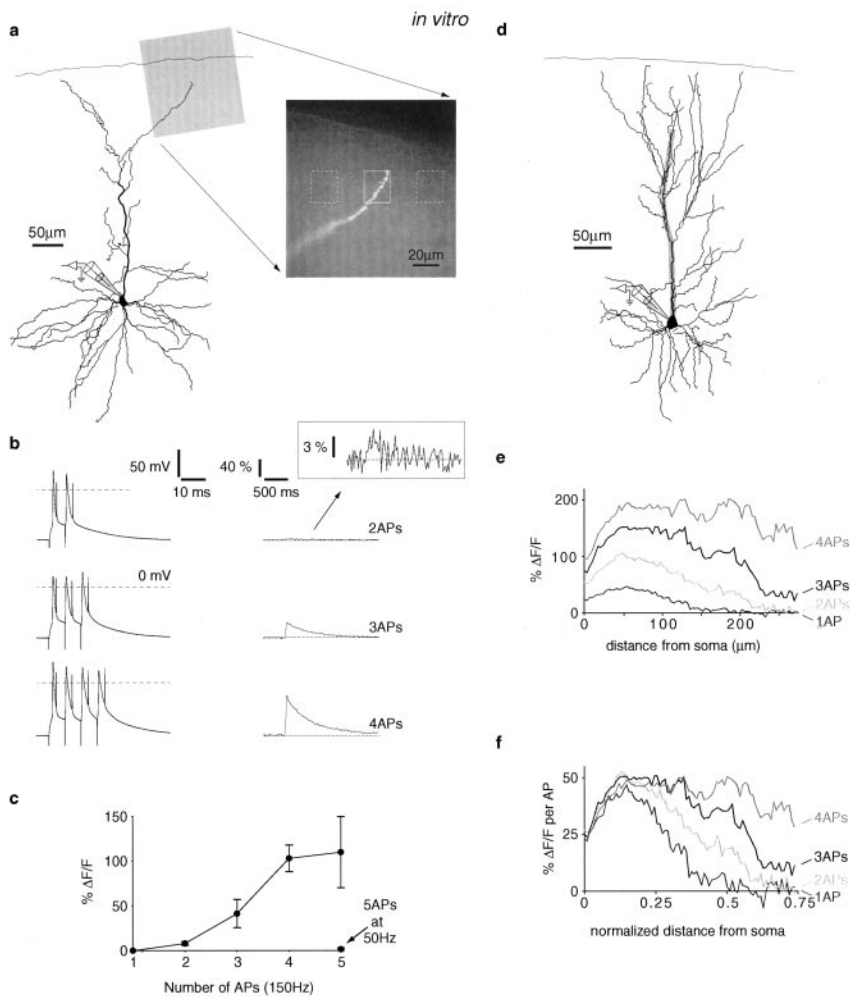 in vitro
a
50μm
20μm
b
50 mV
10 ms
40 %
500 ms
3 %
2APs
0 mV
3APs
4APs
c
% ΔF/F
150
100
50
0
1 2 3 4 5
5APs
at
50Hz
Number of APs (150Hz)
d
50μm
e
% ΔF/F
200
100
0
0 100 200
4APs
3APs
2APs
1AP
distance from soma (μm)
f
% ΔF/F per AP
50
25
0
0 0.25 0.5 0.75
4APs
3APs
2APs
1AP
normalized distance from soma